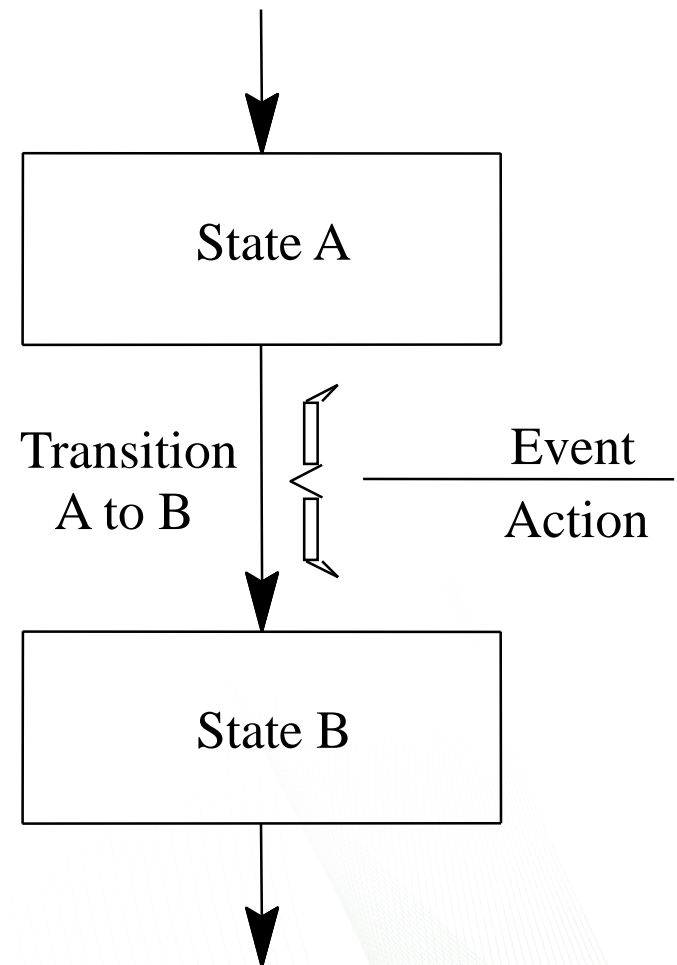 State A
Transition
A to B
Event
Action
State B